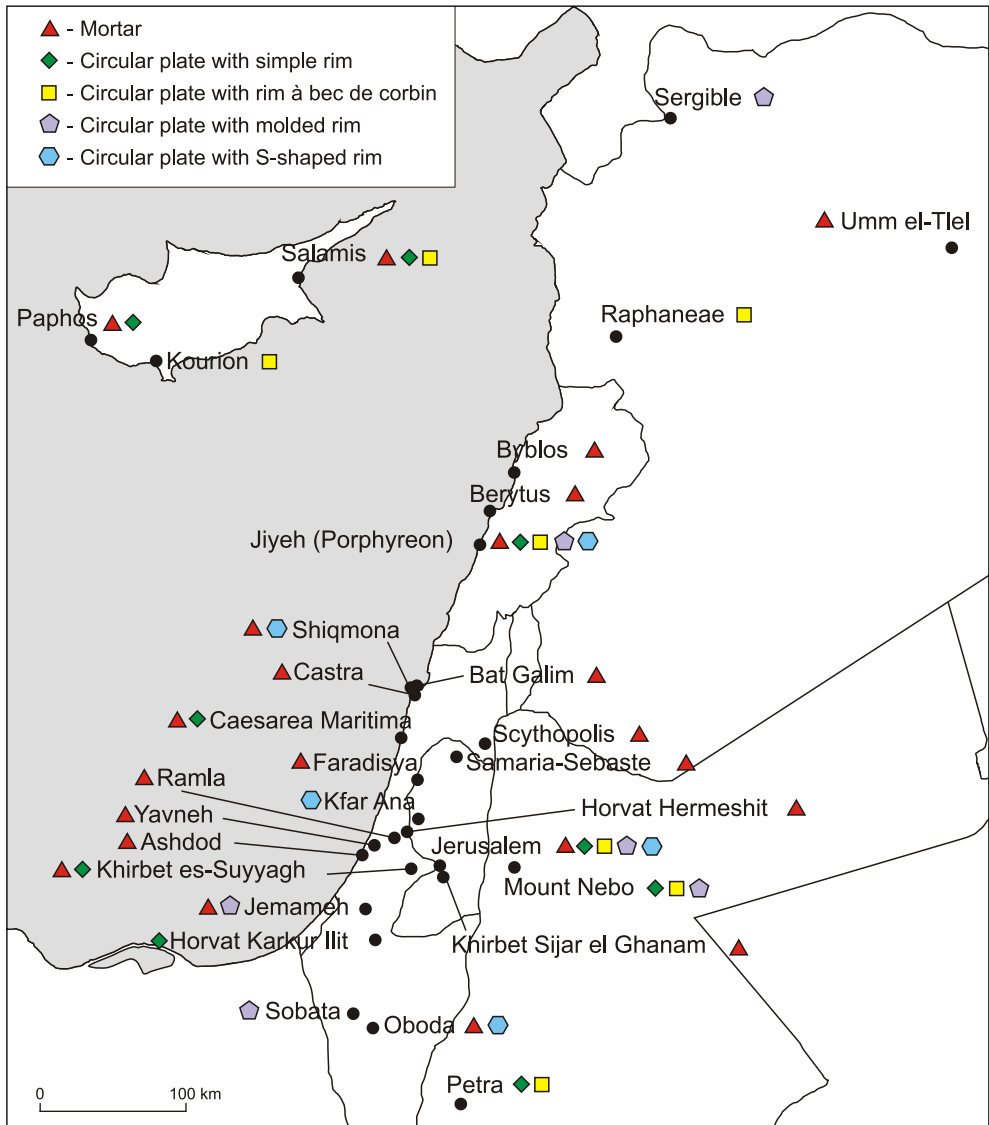 - Mortar
- Circular plate with simple rim
- Circular plate with rim à bec de corbin
- Circular plate with molded rim
- Circular plate with S-shaped rim
Sergible
Umm el-Tlel
Salamis
Paphos
Raphaneae
Kourion
Byblos
Berytus
Jiyeh (Porphyreon)
Shiqmona
Castra
Bat Galim
Caesarea Maritima
Scythopolis
Faradisya
Samaria-Sebaste
Ramla
Kfar Ana
Horvat Hermeshit
Yavneh
Ashdod
Jerusalem
Khirbet es-Suyyagh
Mount Nebo
Jemameh
Horvat Karkur Ilit
Khirbet Sijar el Ghanam
Sobata
Oboda
Petra
0 100 km